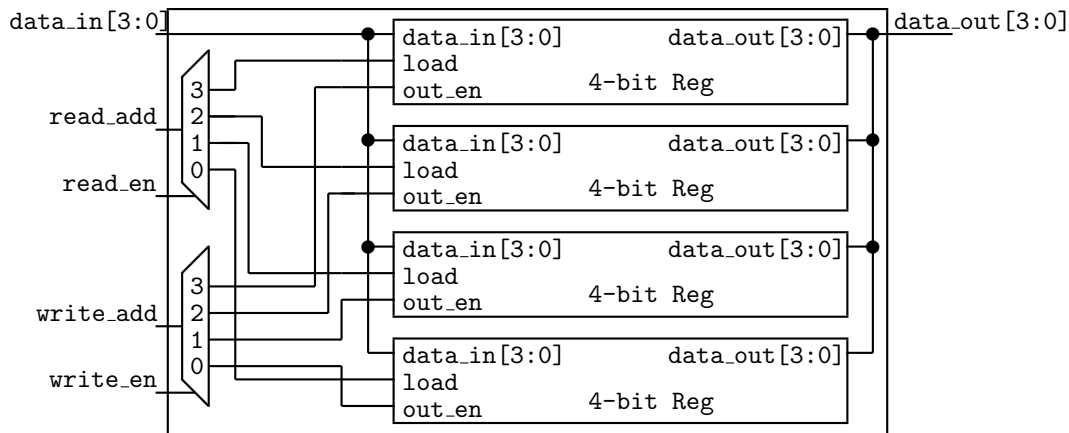 data_in[3:0]
data_out[3:0]
data_in[3:0] data_out[3:0]
load
out_en
4-bit Reg
3
2
1
0
read_add
read_en
data_in[3:0] data_out[3:0]
load
out_en
4-bit Reg
data_in[3:0] data_out[3:0]
load
out_en
4-bit Reg
3
2
1
0
write_add
write_en
data_in[3:0] data_out[3:0]
load
out_en
4-bit Reg